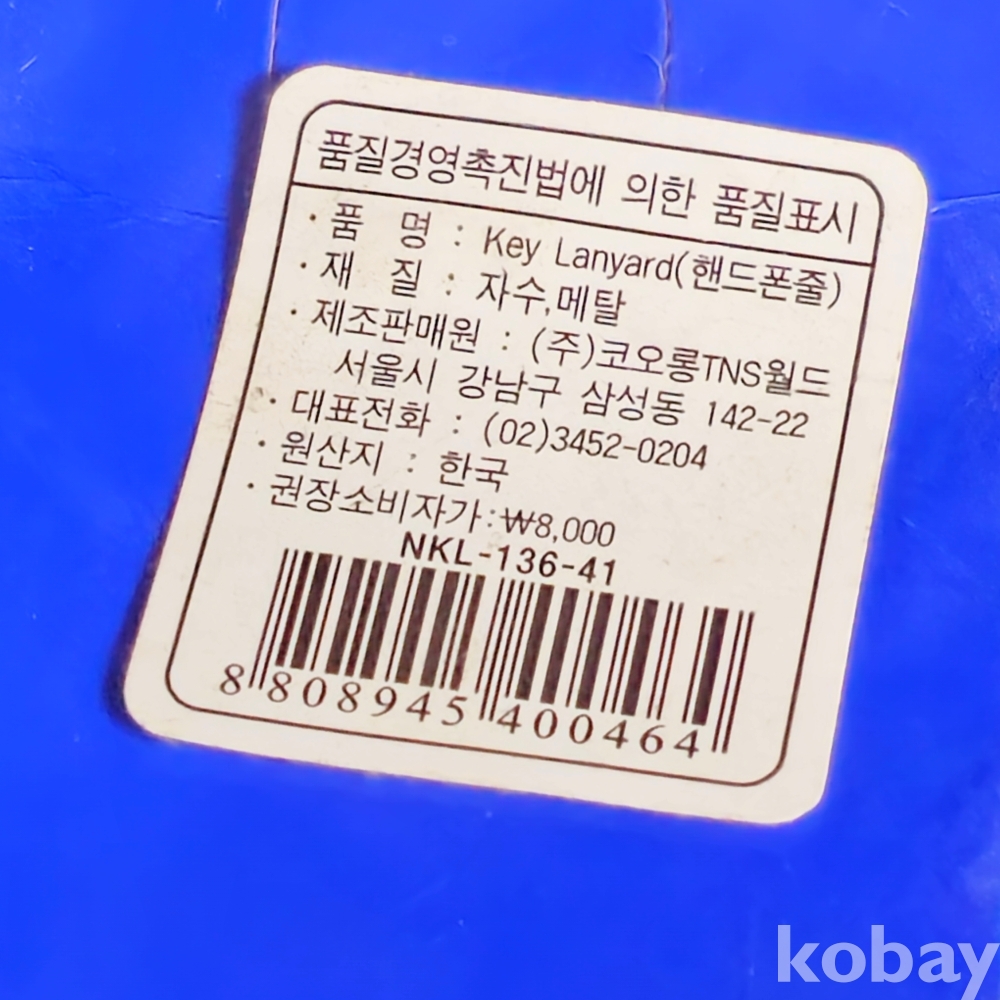 품질경영촉진법에 의한 품질표시
· 품 명 : Key Lanyard(핸드폰줄)
· 재 질 : 자수,메탈
· 제조판매원 : (주)코오롱TNS월드
서울시 강남구 삼성동 142-22
· 대표전화 : (02)3452-0204
· 원산지 : 한국
· 권장소비자가:₩8,000
NKL-136-41
8 808945 400464
kobay